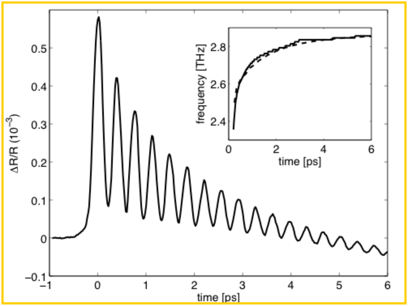 ΔR/R (10⁻³)
0.5
0.4
0.3
0.2
0.1
0
−0.1
−1 0 1 2 3 4 5 6
time [ps]
frequency [THz]
2.8
2.6
2.4
0 2 4 6
time [ps]